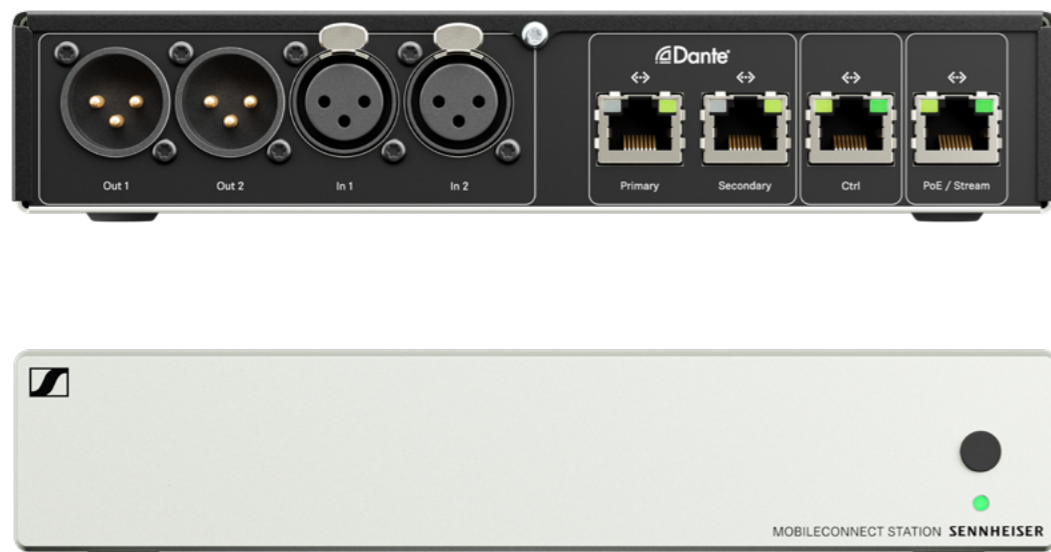 Dante®
Out 1 Out 2 In 1 In 2 Primary Secondary Ctrl PoE / Stream
MOBILECONNECT STATION SENNHEISER